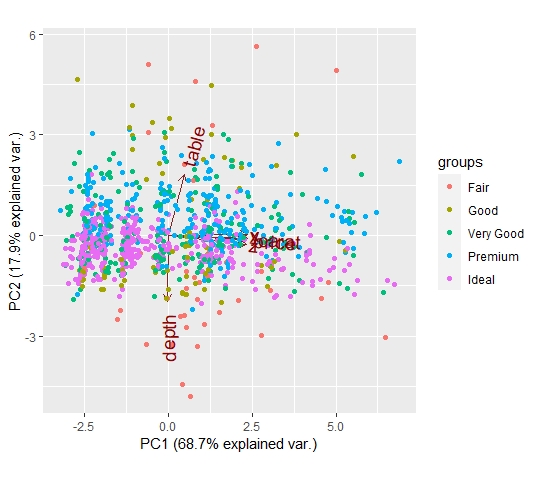 6
3
0
-3
-2.5
0.0
2.5
5.0
PC2 (17.9% explained var.)
PC1 (68.7% explained var.)
table
depth
groups
Fair
Good
Very Good
Premium
Ideal